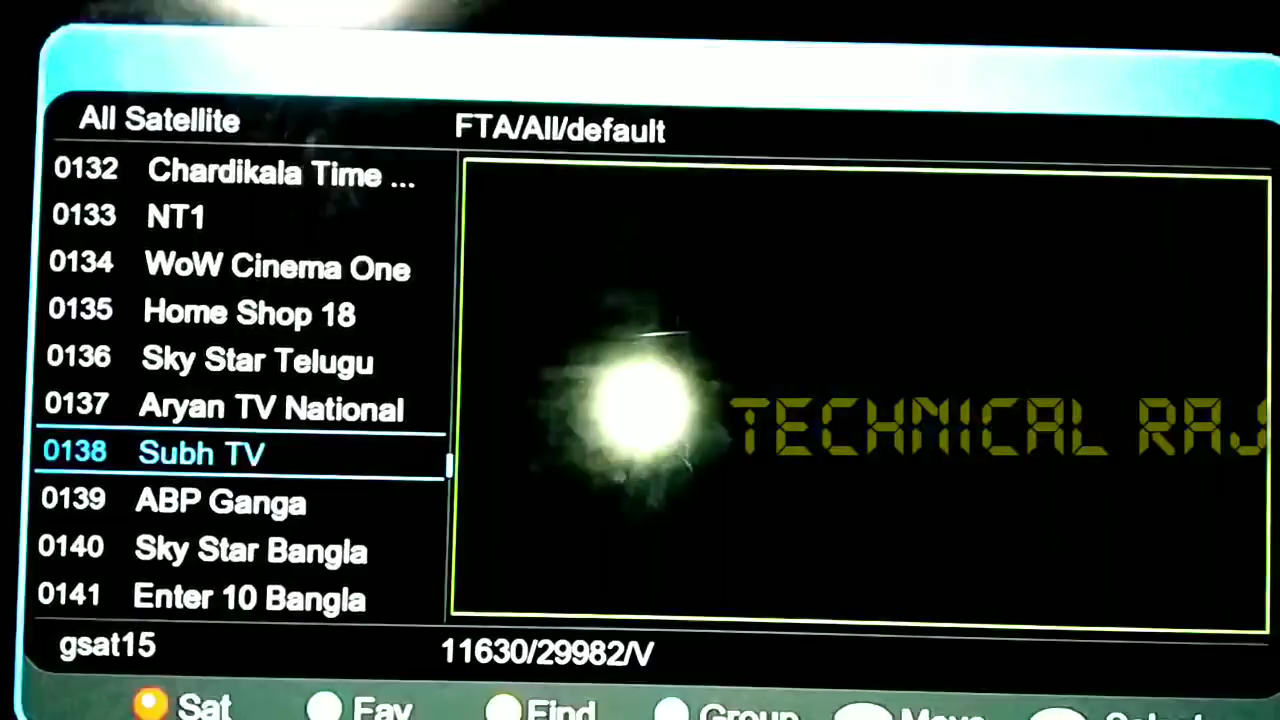 All Satellite
FTA/All/default
0132 Chardikala Time ...
0133 NT1
0134 WoW Cinema One
0135 Home Shop 18
0136 Sky Star Telugu
0137 Aryan TV National
0138 Subh TV
0139 ABP Ganga
0140 Sky Star Bangla
0141 Enter 10 Bangla
TECHNICAL RAJ
gsat15
11630/29982/V
Sat Fav Find Group Move Select